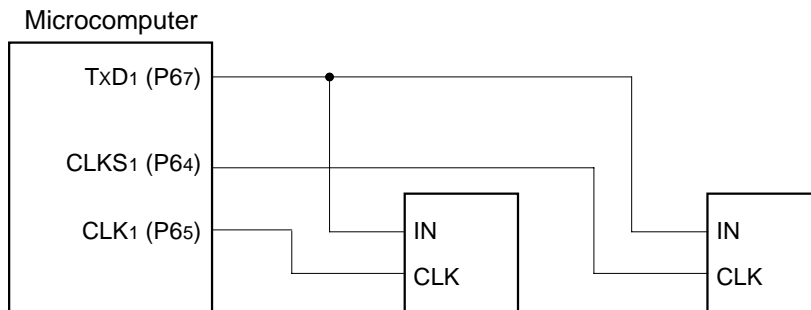 Microcomputer
TXD1 (P67)
CLKS1 (P64)
CLK1 (P65)
IN
CLK
IN
CLK